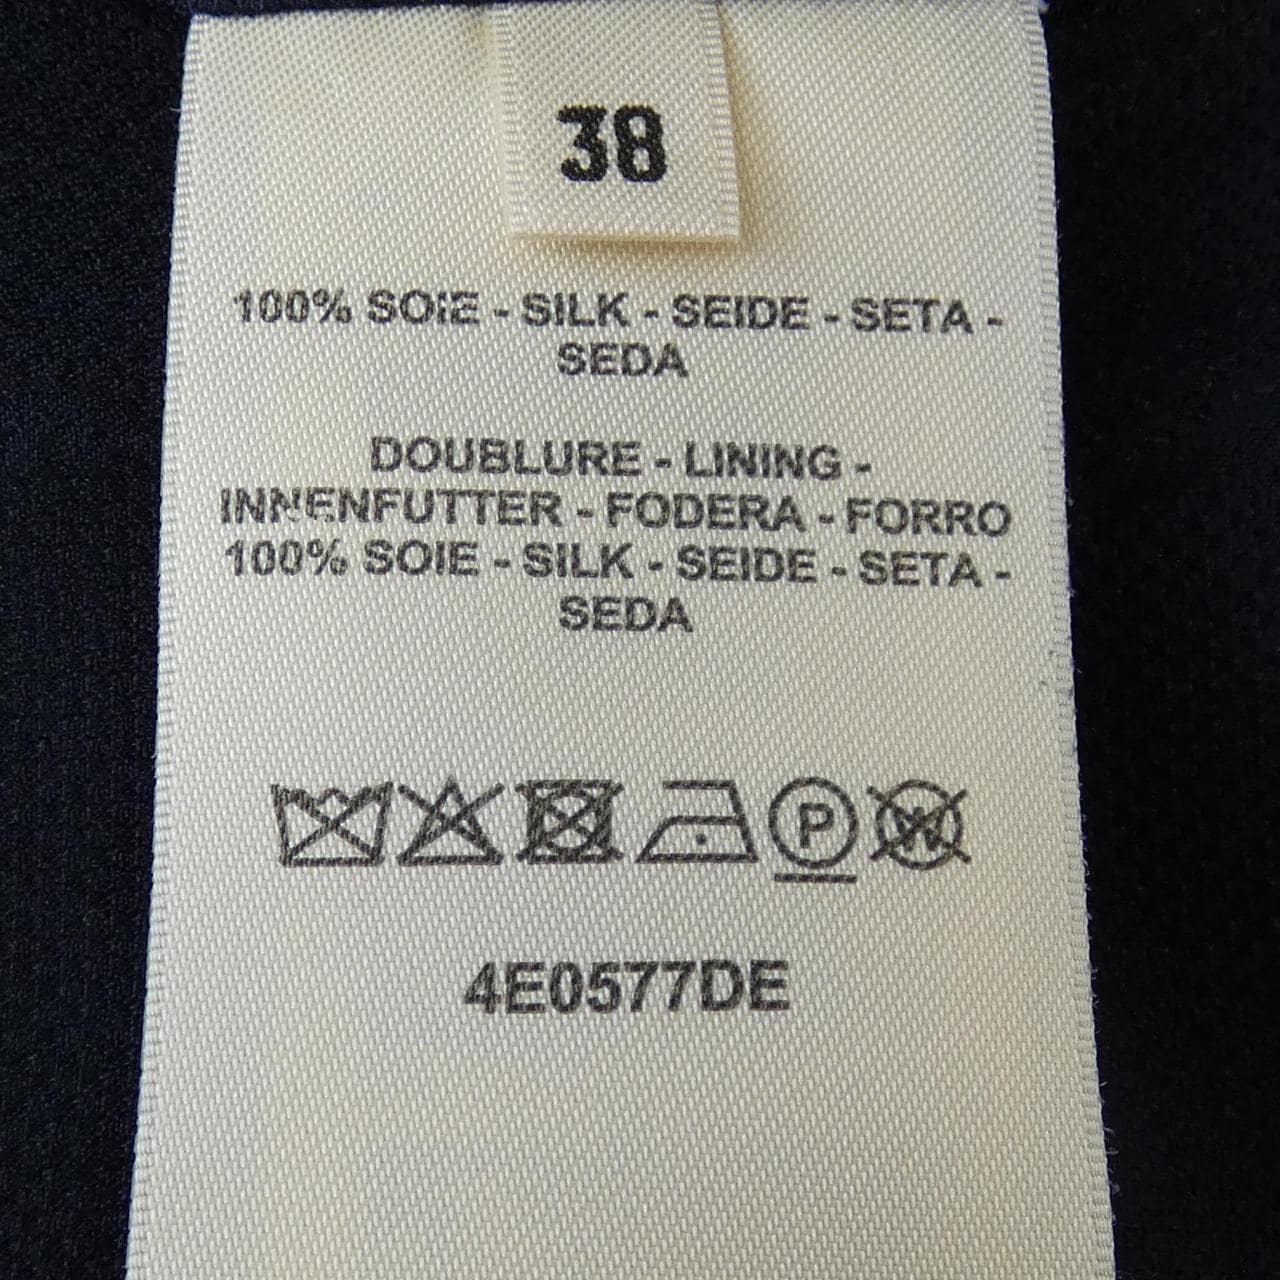 38
100% SOIE - SILK - SEIDE - SETA -
SEDA
DOUBLURE - LINING -
INNENFUTTER - FODERA - FORRO
100% SOIE - SILK - SEIDE - SETA -
SEDA
P W
4E0577DE